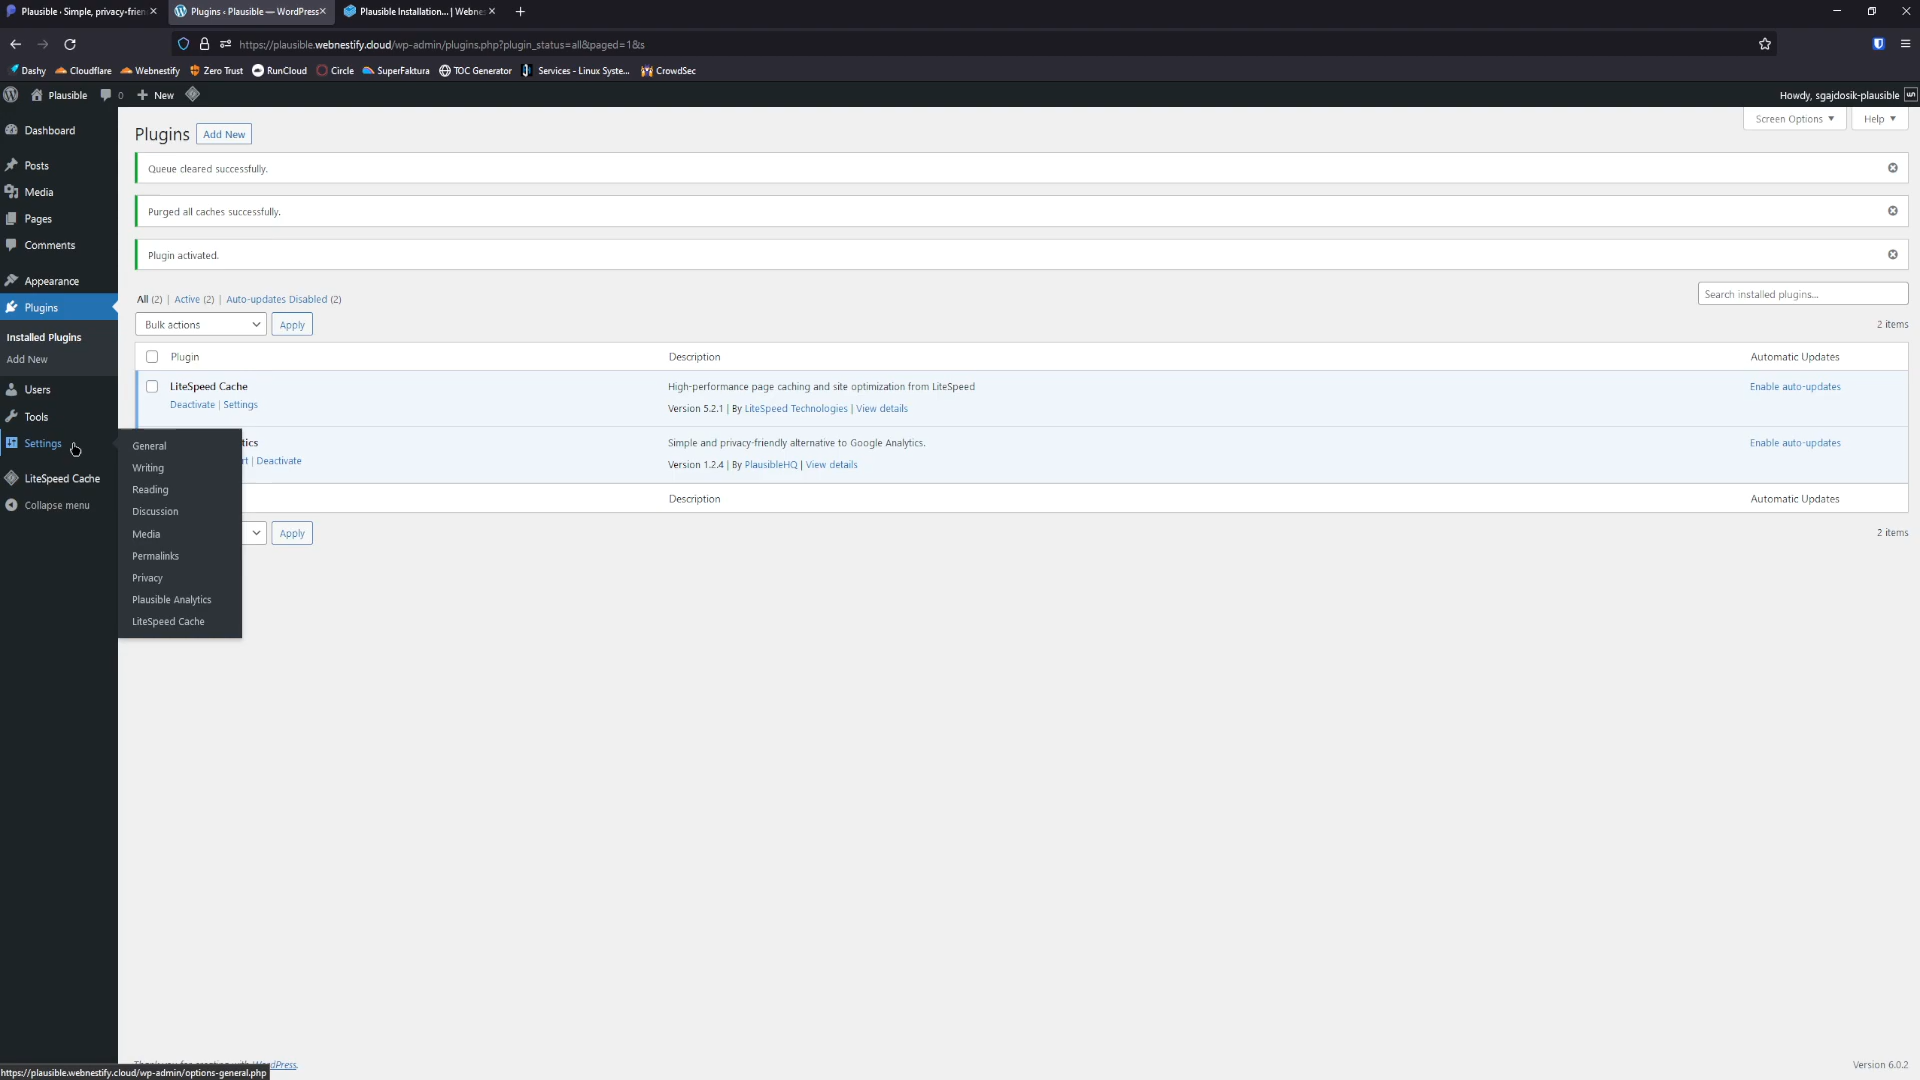 Plausible · Simple, privacy-frien
Plugins ‹ Plausible — WordPress
Plausible Installation... | Webne
https://plausible.webnestify.cloud/wp-admin/plugins.php?plugin_status=all&paged=1&s
Dashy
Cloudflare
Webnestify
Zero Trust
RunCloud
Circle
SuperFaktura
TOC Generator
Services - Linux Syste...
CrowdSec
Plausible
0
New
Howdy, sgajdosik-plausible
Dashboard
Posts
Media
Pages
Comments
Appearance
Plugins
Installed Plugins
Add New
Users
Tools
Settings
LiteSpeed Cache
Collapse menu
General
Writing
Reading
Discussion
Media
Permalinks
Privacy
Plausible Analytics
LiteSpeed Cache
Screen Options
Help
Plugins Add New
Queue cleared successfully.
Purged all caches successfully.
Plugin activated.
All (2) | Active (2) | Auto-updates Disabled (2)
Search installed plugins...
Bulk actions Apply
2 items
Plugin Description Automatic Updates
LiteSpeed Cache
Deactivate | Settings
High-performance page caching and site optimization from LiteSpeed
Version 5.2.1 | By LiteSpeed Technologies | View details
Enable auto-updates
tics
rt | Deactivate
Simple and privacy-friendly alternative to Google Analytics.
Version 1.2.4 | By PlausibleHQ | View details
Enable auto-updates
Description Automatic Updates
Apply
2 items
WordPress.
Version 6.0.2
https://plausible.webnestify.cloud/wp-admin/options-general.php